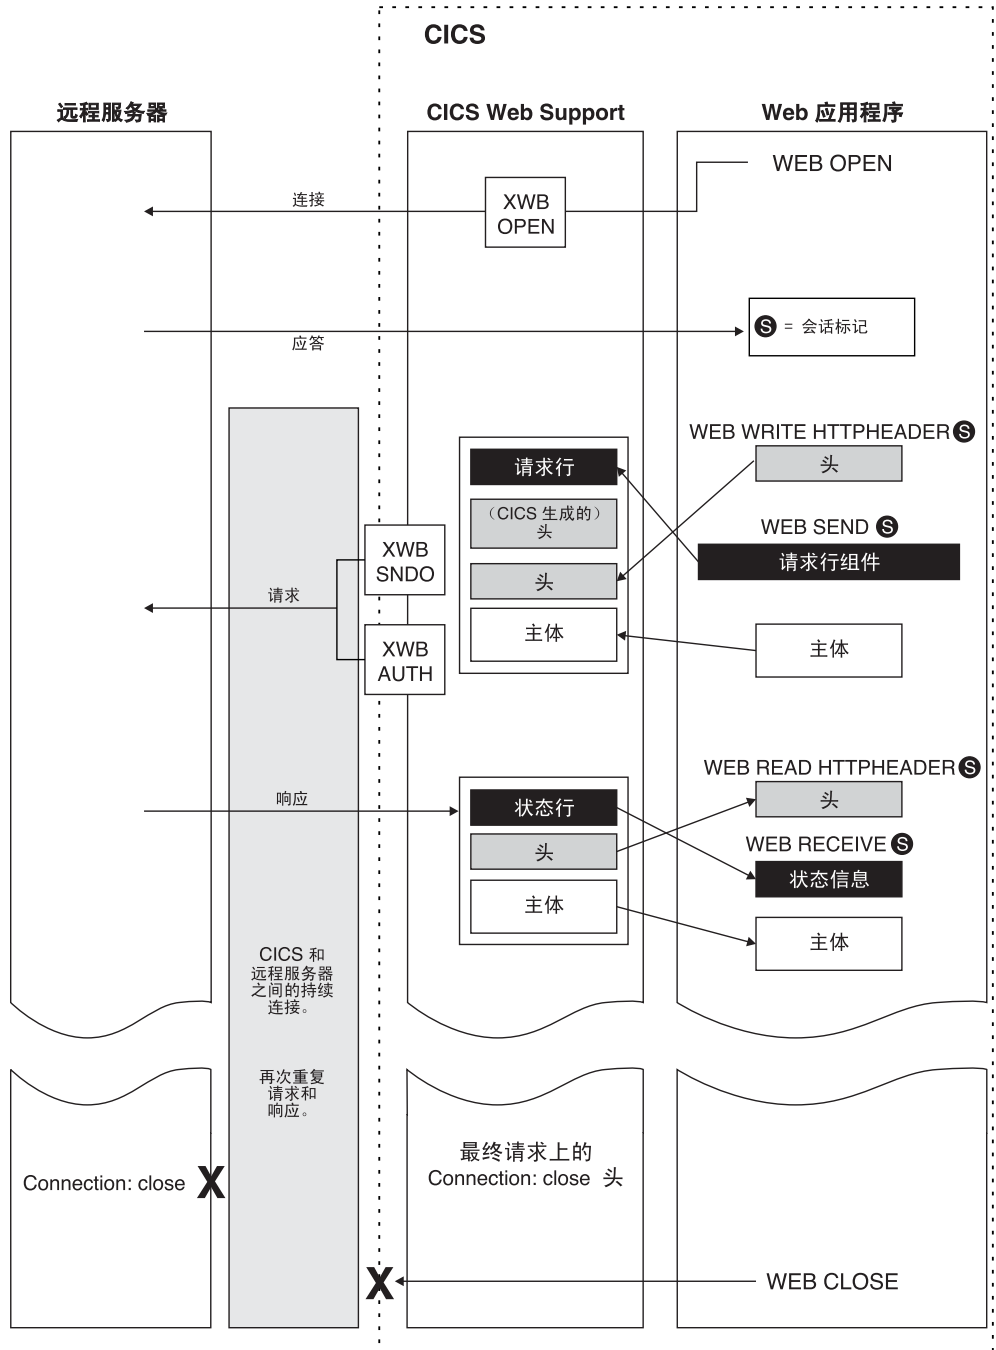 CICS
远程服务器
CICS Web Support
Web 应用程序
WEB OPEN
连接
XWB
OPEN
S = 会话标记
应答
WEB WRITE HTTPHEADER S
请求行
头
(CICS 生成的)
头
WEB SEND S
XWB
SNDO
请求行组件
头
请求
主体
主体
XWB
AUTH
WEB READ HTTPHEADER S
响应
状态行
头
WEB RECEIVE S
头
状态信息
主体
主体
CICS 和
远程服务器
之间的持续
连接。
再次重复
请求和
响应。
最终请求上的
Connection: close 头
Connection: close
X
X
WEB CLOSE